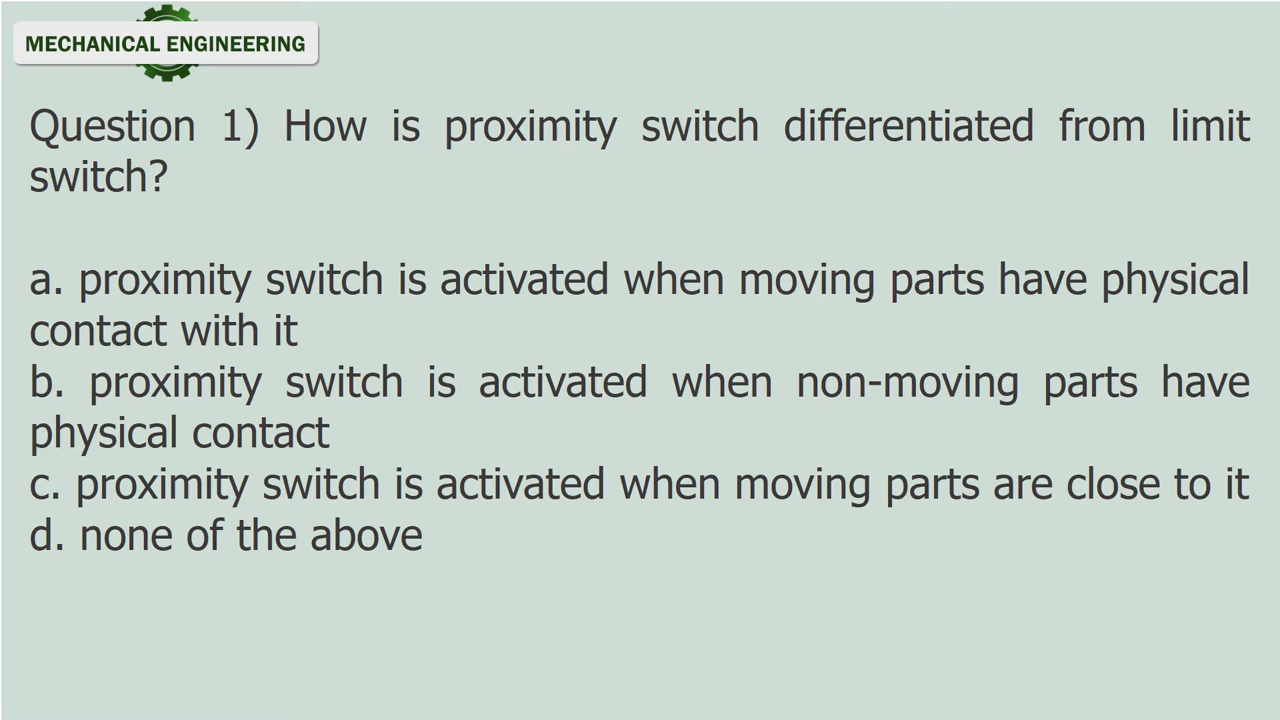 MECHANICAL ENGINEERING
Question 1) How is proximity switch differentiated from limit
switch?
a. proximity switch is activated when moving parts have physical
contact with it
b. proximity switch is activated when non-moving parts have
physical contact
c. proximity switch is activated when moving parts are close to it
d. none of the above